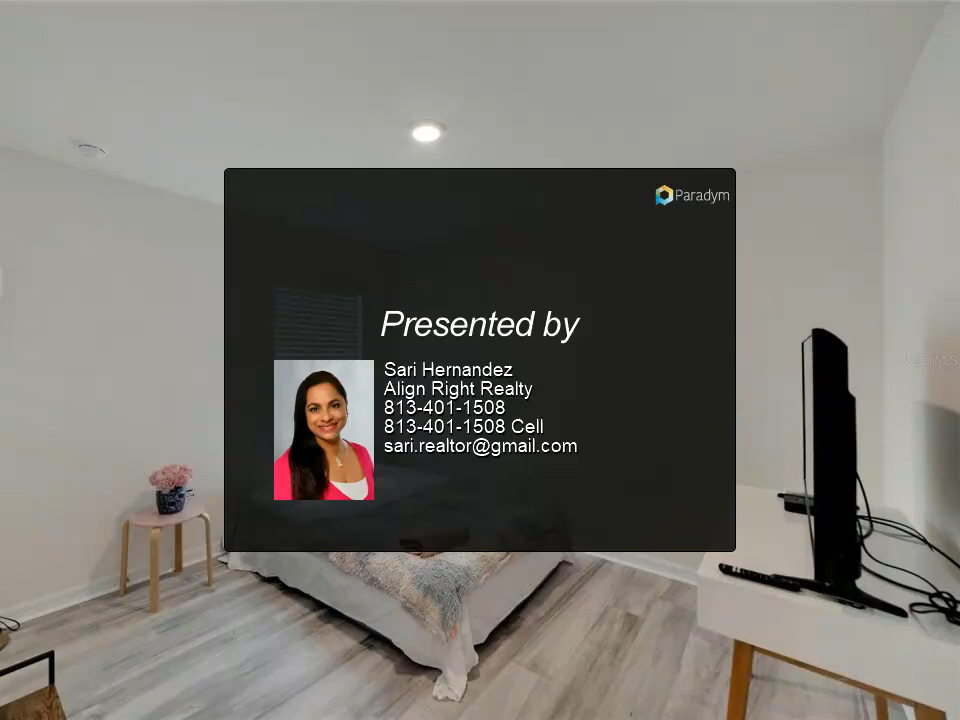 Paradym
Presented by
Sari Hernandez
Align Right Realty
813-401-1508
813-401-1508 Cell
sari.realtor@gmail.com